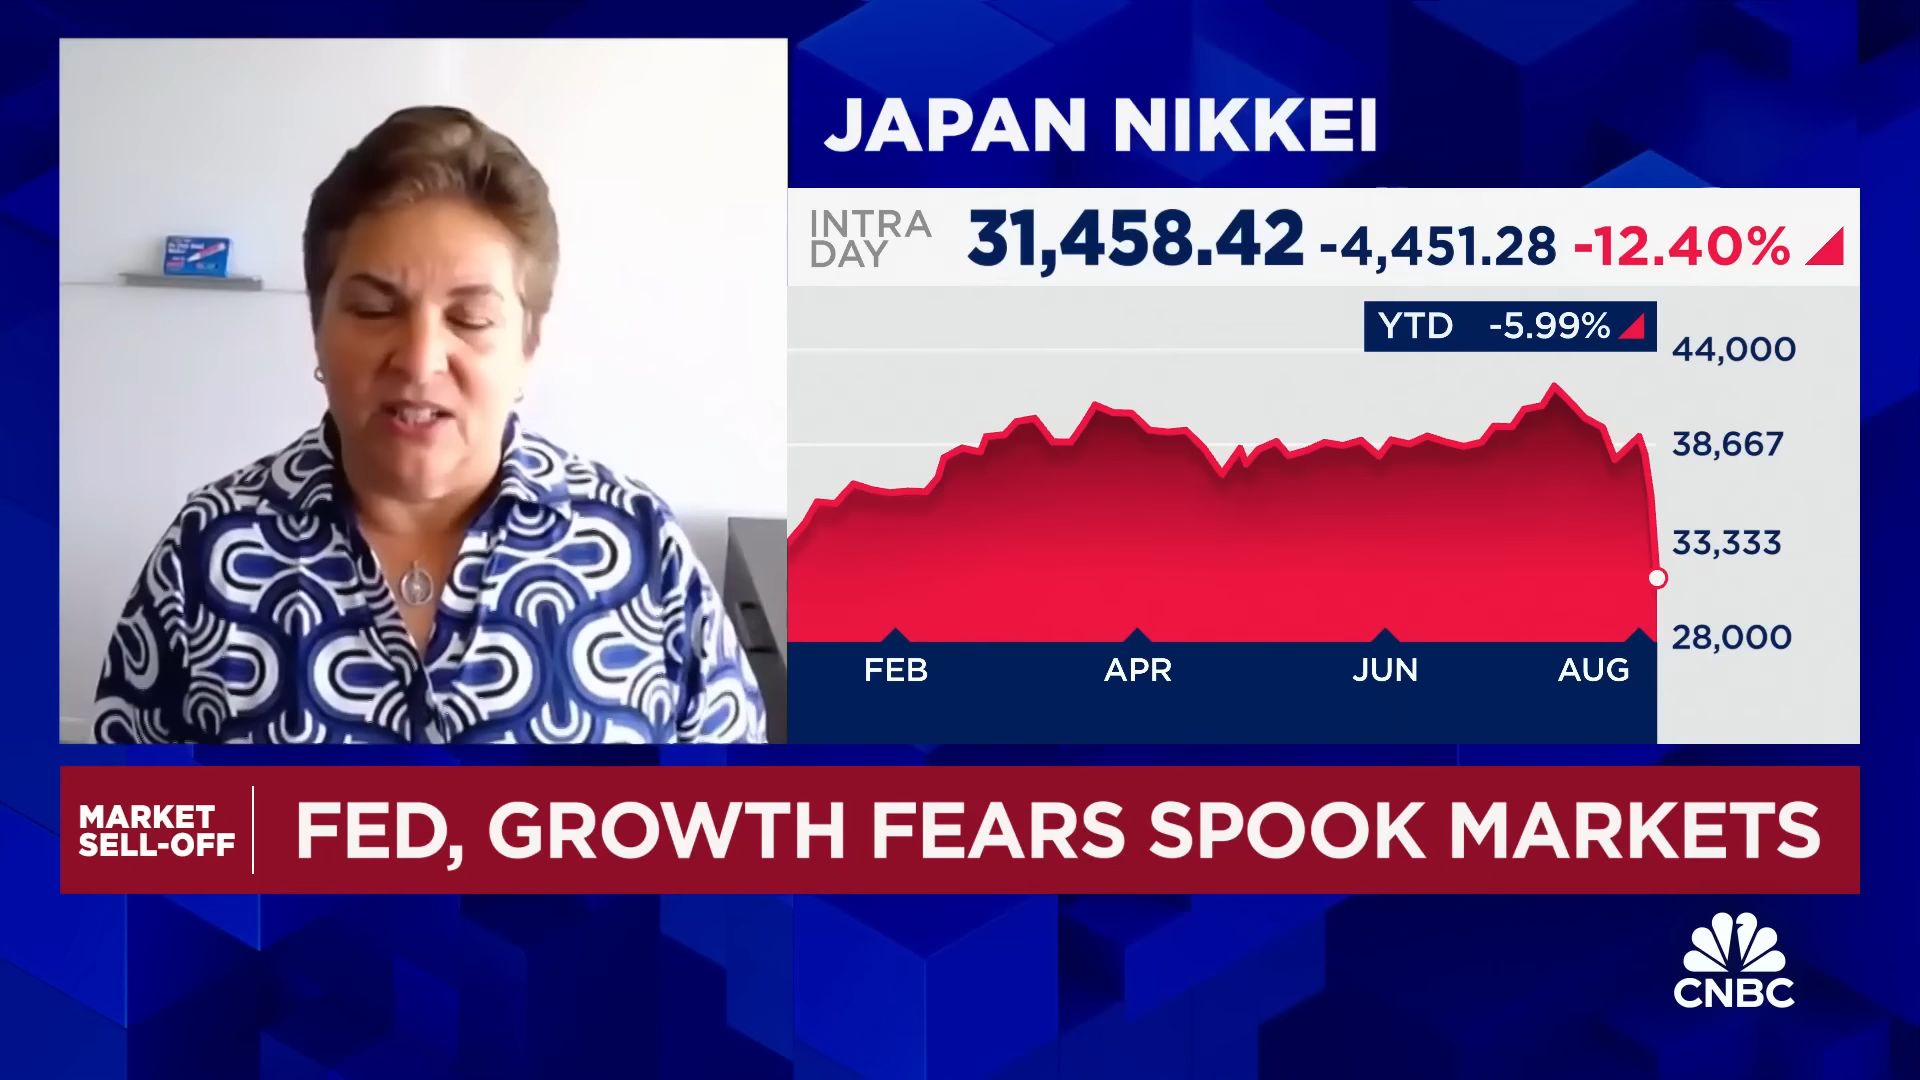 JAPAN NIKKEI
INTRA
DAY
31,458.42 -4,451.28 -12.40%
YTD -5.99%
44,000
38,667
33,333
28,000
FEB APR JUN AUG
MARKET
SELL-OFF
FED, GROWTH FEARS SPOOK MARKETS
CNBC